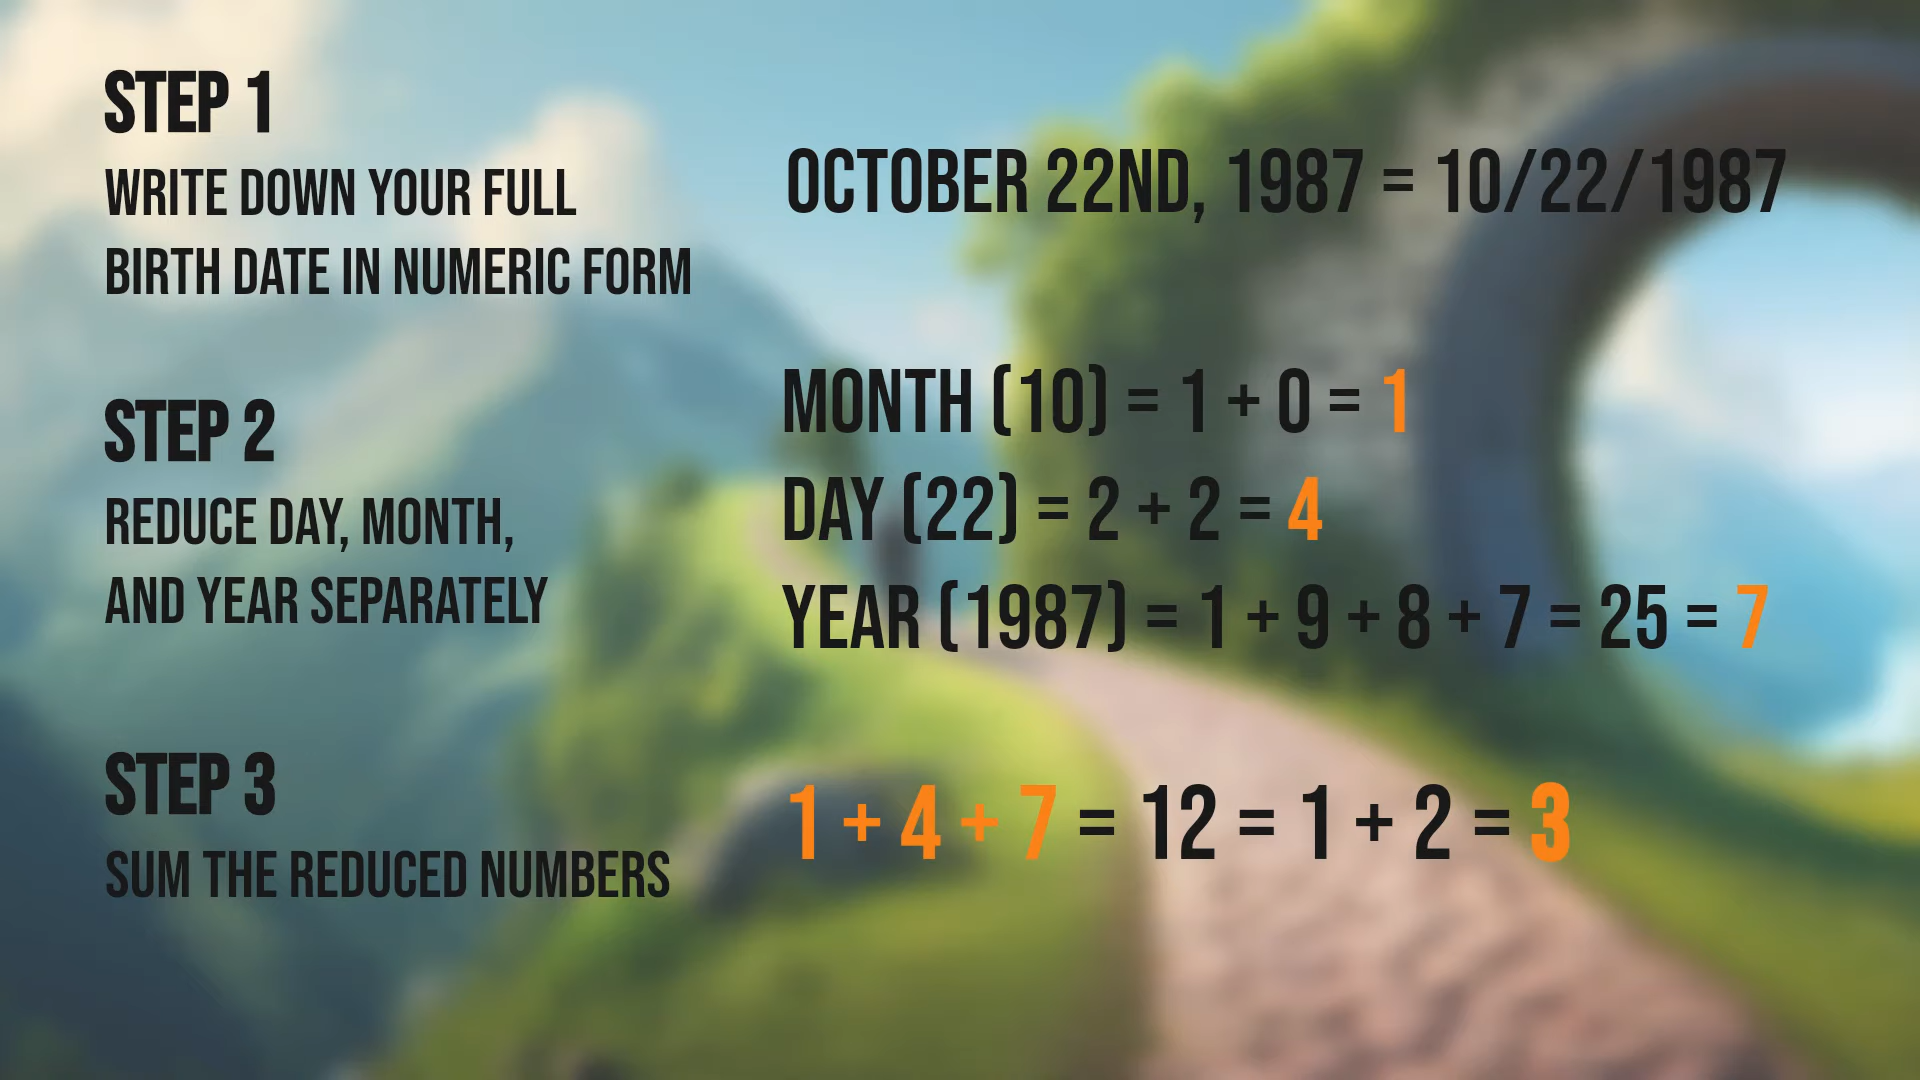 STEP 1
WRITE DOWN YOUR FULL
BIRTH DATE IN NUMERIC FORM
OCTOBER 22ND, 1987 = 10/22/1987
STEP 2
REDUCE DAY, MONTH,
AND YEAR SEPARATELY
MONTH (10) = 1 + 0 = 1
DAY (22) = 2 + 2 = 4
YEAR (1987) = 1 + 9 + 8 + 7 = 25 = 7
STEP 3
SUM THE REDUCED NUMBERS
1 + 4 + 7 = 12 = 1 + 2 = 3